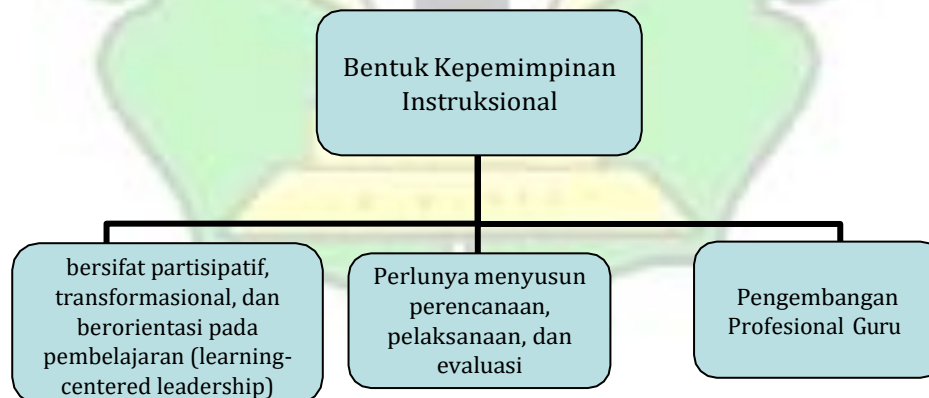 Bentuk Kepemimpinan
Instruksional
bersifat partisipatif,
transformasional, dan
berorientasi pada
pembelajaran (learning-
centered leadership)
Perlunya menyusun
perencanaan,
pelaksanaan, dan
evaluasi
Pengembangan
Profesional Guru